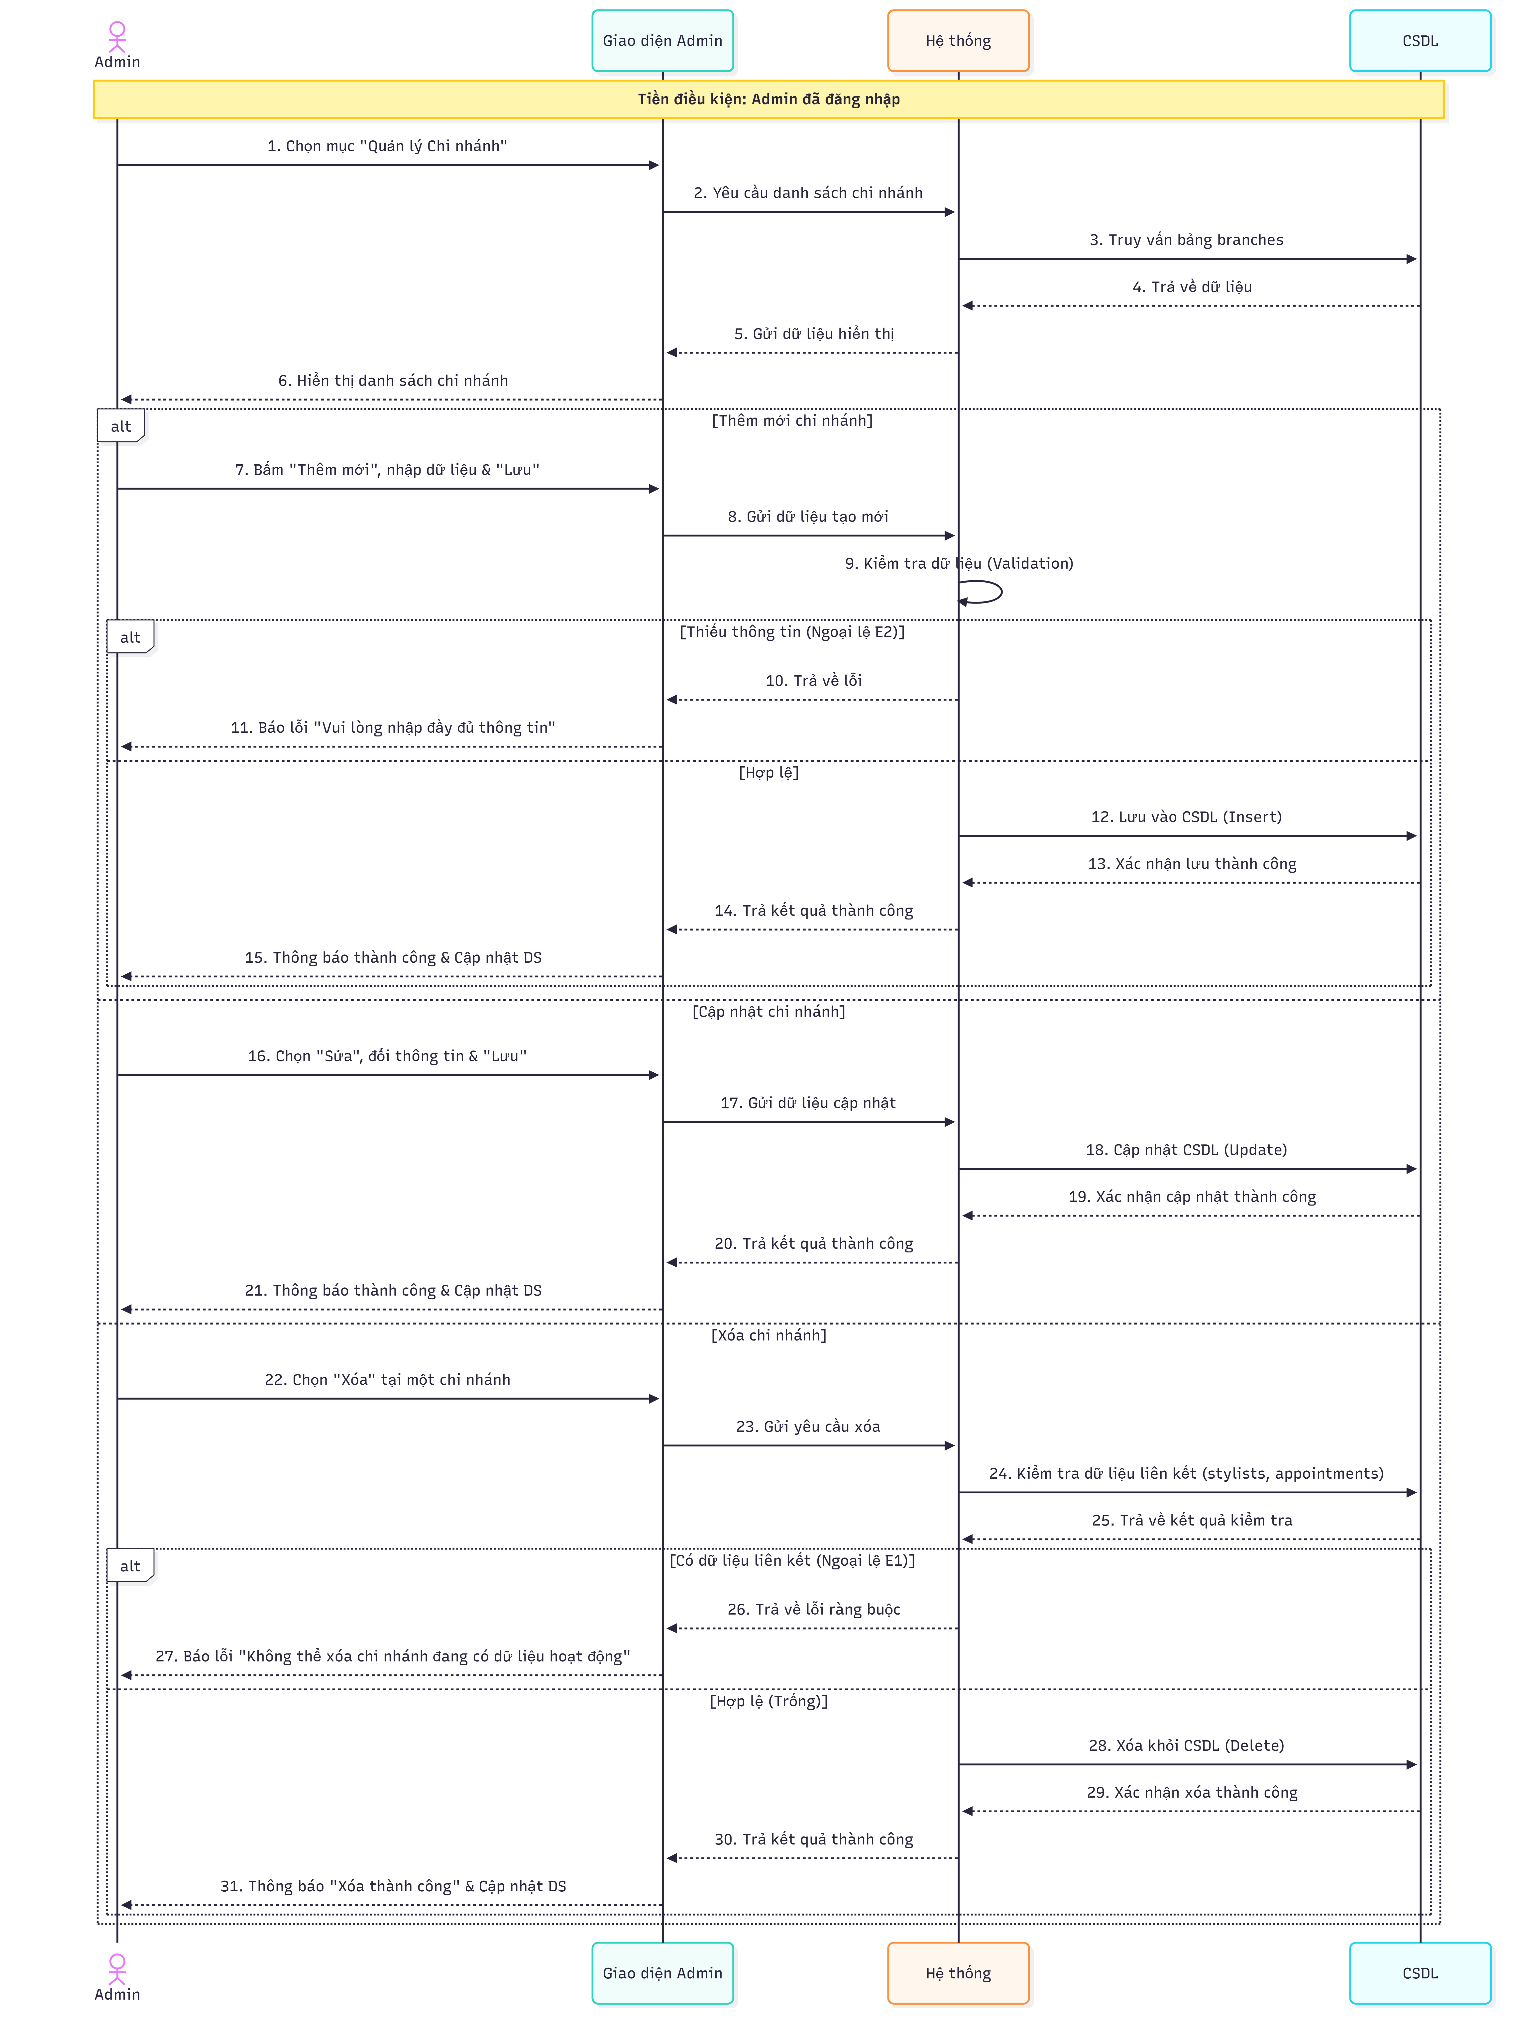 Admin
Giao diện Admin
Hệ thống
CSDL
Tiền điều kiện: Admin đã đăng nhập
1. Chọn mục "Quản lý Chi nhánh"
2. Yêu cầu danh sách chi nhánh
3. Truy vấn bảng branches
4. Trả về dữ liệu
5. Gửi dữ liệu hiển thị
6. Hiển thị danh sách chi nhánh
alt
[Thêm mới chi nhánh]
7. Bấm "Thêm mới", nhập dữ liệu & "Lưu"
8. Gửi dữ liệu tạo mới
9. Kiểm tra dữ liệu (Validation)
alt
[Thiếu thông tin (Ngoại lệ E2)]
10. Trả về lỗi
11. Báo lỗi "Vui lòng nhập đầy đủ thông tin"
[Hợp lệ]
12. Lưu vào CSDL (Insert)
13. Xác nhận lưu thành công
14. Trả kết quả thành công
15. Thông báo thành công & Cập nhật DS
[Cập nhật chi nhánh]
16. Chọn "Sửa", đổi thông tin & "Lưu"
17. Gửi dữ liệu cập nhật
18. Cập nhật CSDL (Update)
19. Xác nhận cập nhật thành công
20. Trả kết quả thành công
21. Thông báo thành công & Cập nhật DS
[Xóa chi nhánh]
22. Chọn "Xóa" tại một chi nhánh
23. Gửi yêu cầu xóa
24. Kiểm tra dữ liệu liên kết (stylists, appointments)
25. Trả về kết quả kiểm tra
alt
[Có dữ liệu liên kết (Ngoại lệ E1)]
26. Trả về lỗi ràng buộc
27. Báo lỗi "Không thể xóa chi nhánh đang có dữ liệu hoạt động"
[Hợp lệ (Trống)]
28. Xóa khỏi CSDL (Delete)
29. Xác nhận xóa thành công
30. Trả kết quả thành công
31. Thông báo "Xóa thành công" & Cập nhật DS
Admin
Giao diện Admin
Hệ thống
CSDL